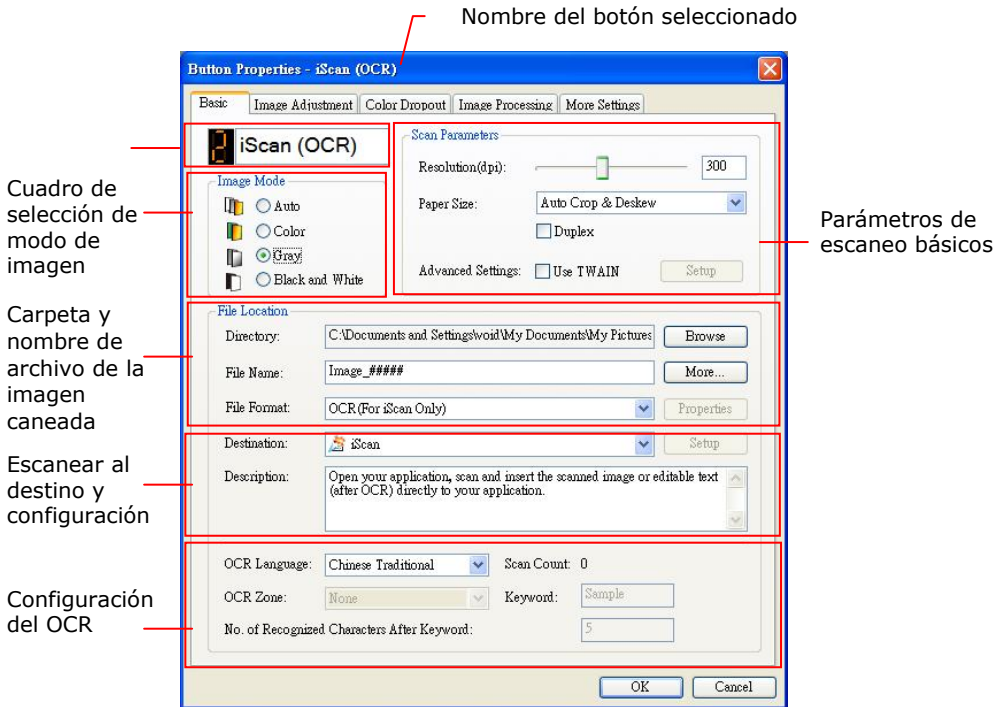 Nombre del botón seleccionado
Button Properties - iScan (OCR)
Basic Image Adjustment Color Dropout Image Processing More Settings
2 iScan (OCR)
Scan Parameters
Resolution(dpi): 300
Paper Size: Auto Crop & Deskew
Duplex
Advanced Settings: Use TWAIN Setup
Image Mode
Auto
Color
Gray
Black and White
Cuadro de
selección de
modo de
imagen
Parámetros de
escaneo básicos
File Location
Directory: C:\Documents and Settings\void\My Documents\My Pictures Browse
File Name: Image_##### More...
File Format: OCR(For iScan Only) Properties
Carpeta y
nombre de
archivo de la
imagen
caneada
Destination: iScan Setup
Description: Open your application, scan and insert the scanned image or editable text
(after OCR) directly to your application.
Escanear al
destino y
configuración
OCR Language: Chinese Traditional Scan Count: 0
OCR Zone: None Keyword: Sample
No. of Recognized Characters After Keyword: 5
Configuración
del OCR
OK Cancel